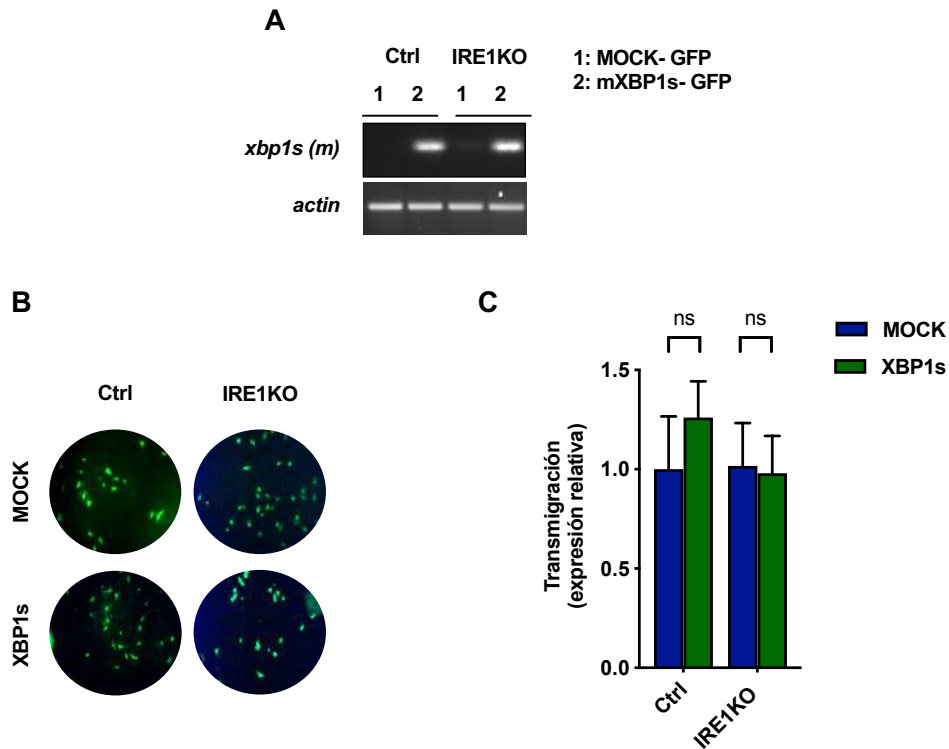 A
Ctrl IRE1KO
1 2 1 2
1: MOCK- GFP
2: mXBP1s- GFP
xbp1s (m)
actin
B
Ctrl IRE1KO
MOCK
XBP1s
C
ns ns
MOCK
XBP1s
Transmigración
(expresión relativa)
1.5
1.0
0.5
0.0
Ctrl
IRE1KO